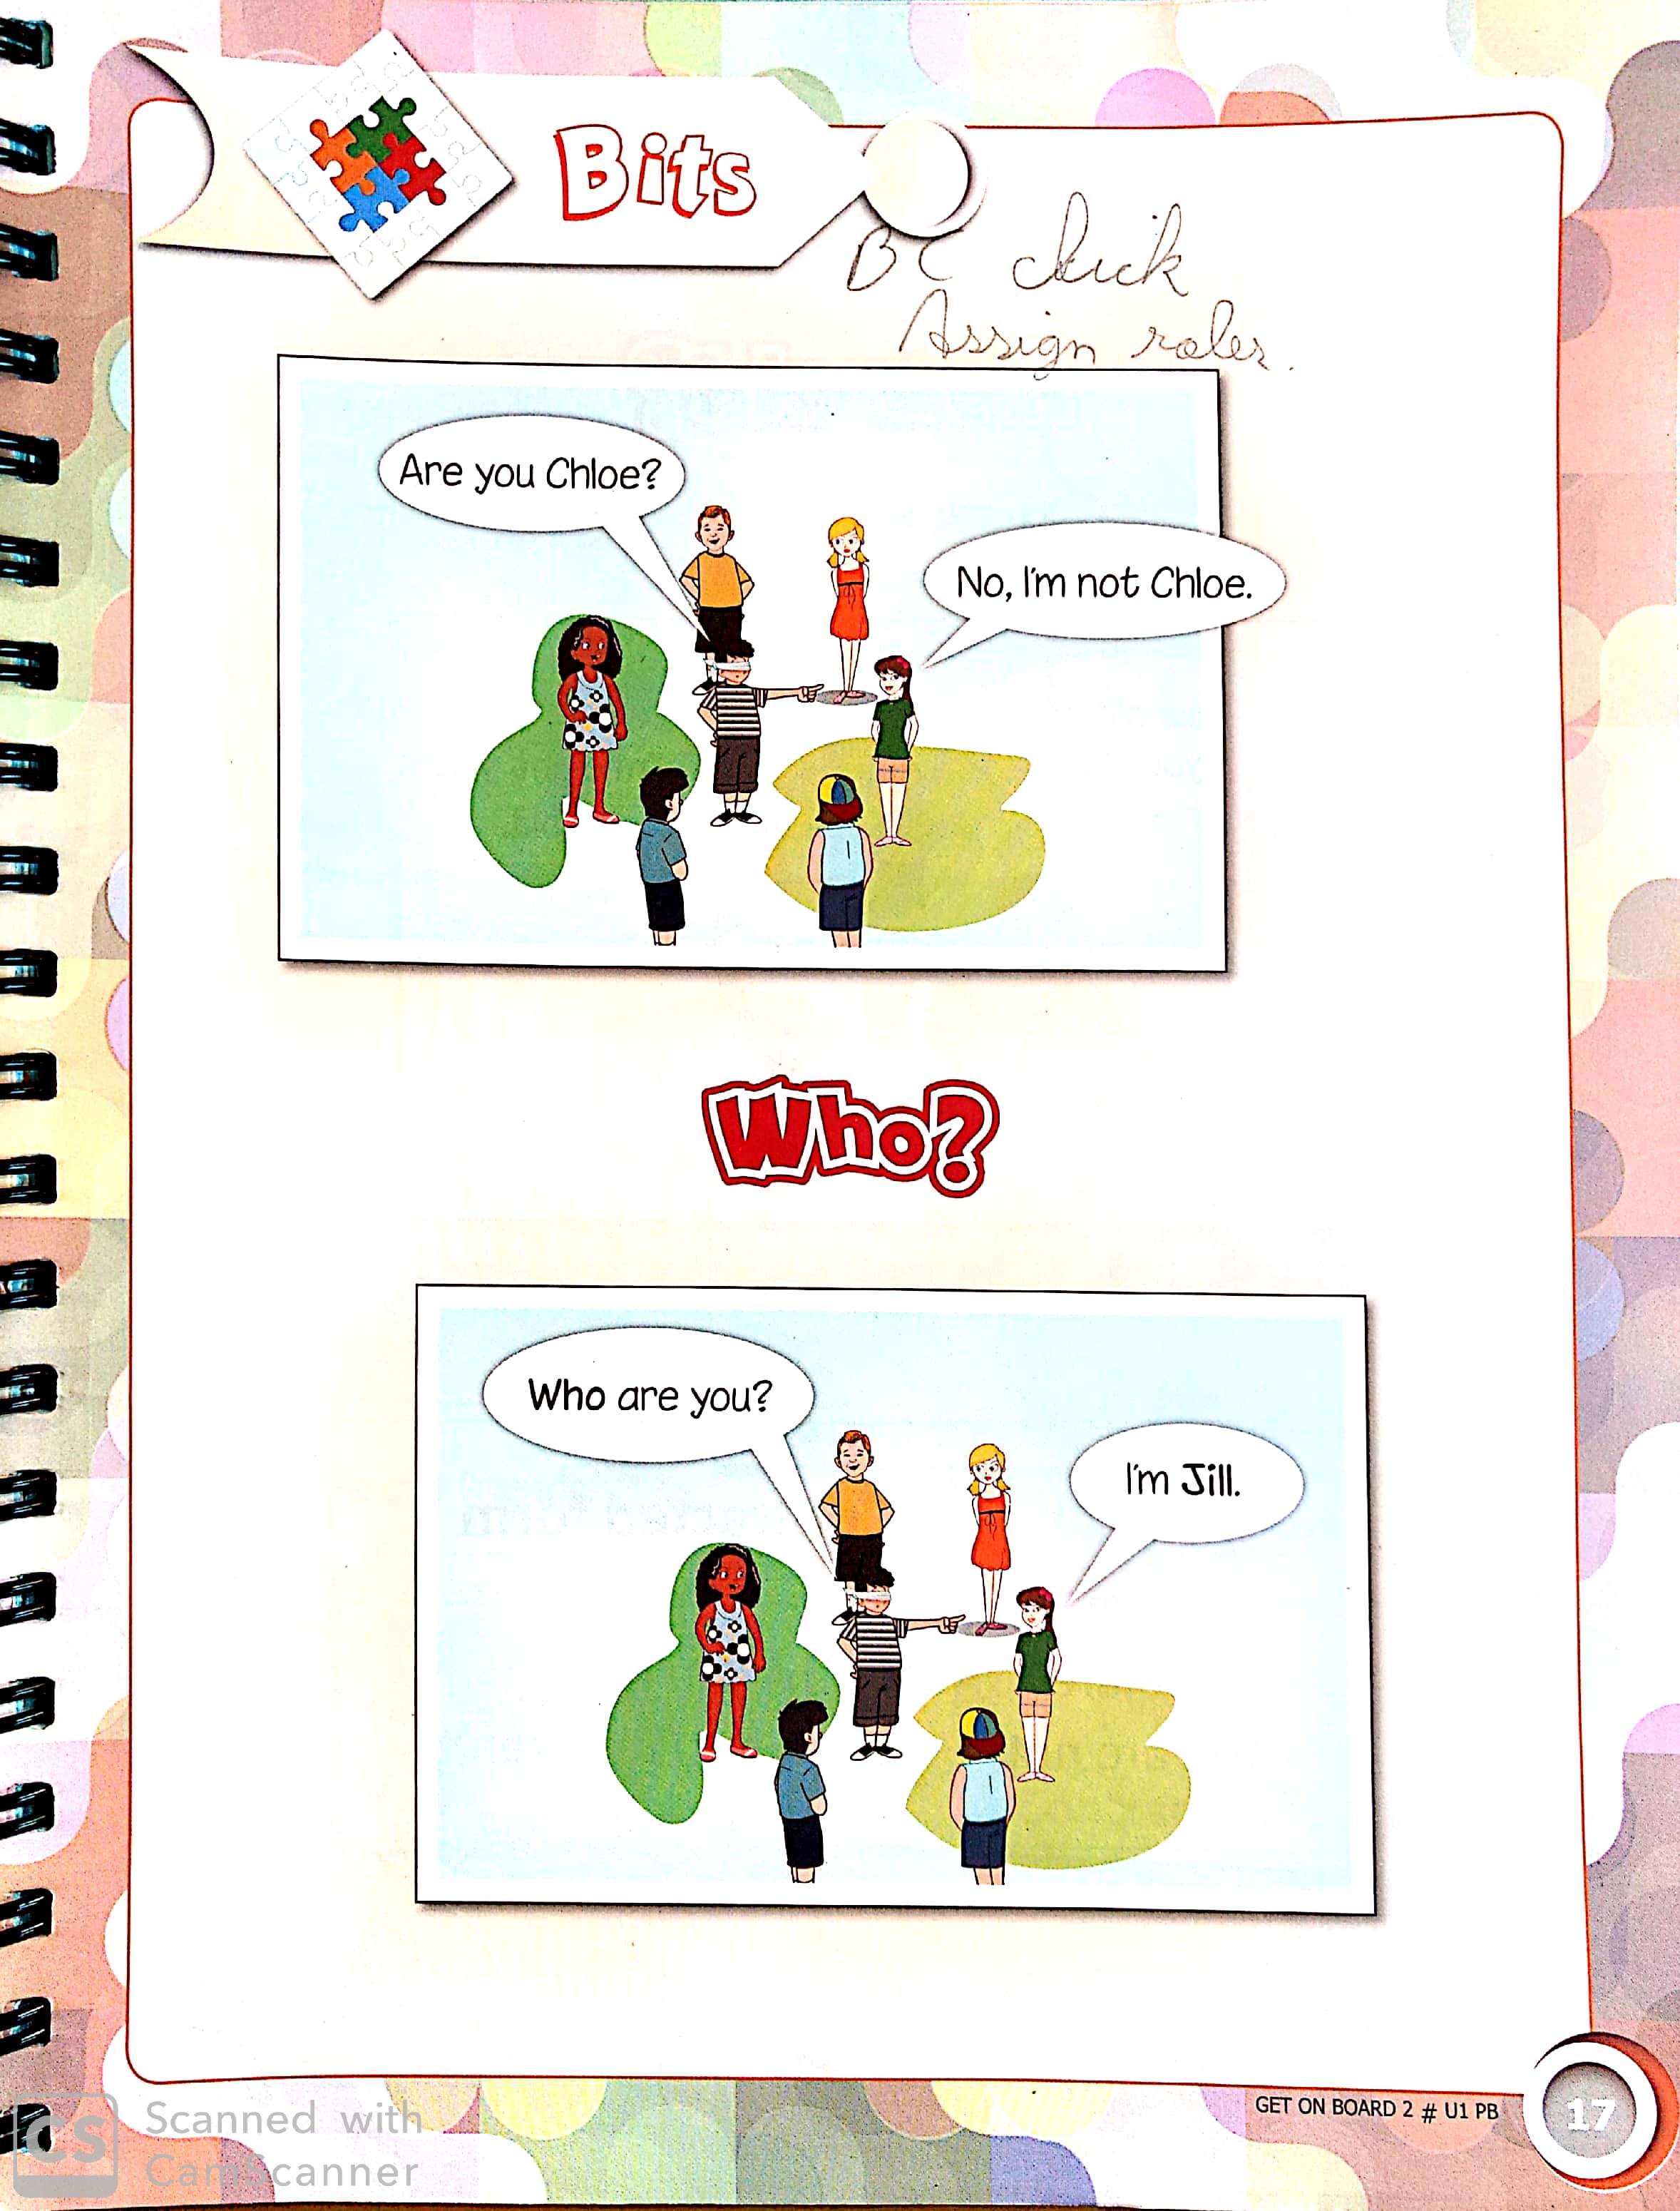 Bits
BC
Assign roles.
Are you Chloe?
No, I'm not Chloe.
Who?
Who are you?
I'm Jill.
GET ON BOARD 2 # U1 PB
17
CS
Scanned with
CamScanner